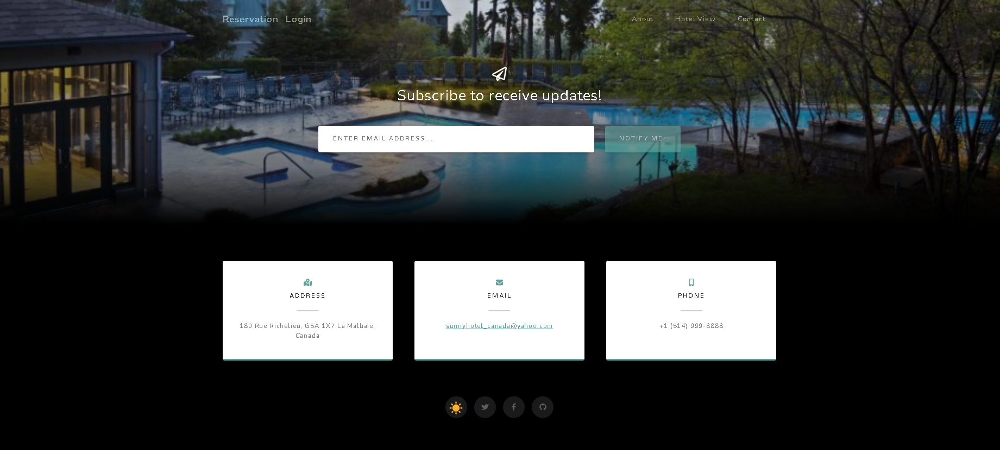 Reservation Login About Hotel View Contact
Subscribe to receive updates!
ENTER EMAIL ADDRESS... NOTIFY ME!
ADDRESS
180 Rue Richelieu, G5A 1X7 La Malbaie,
Canada
EMAIL
sunnyhotel_canada@yahoo.com
PHONE
+1 (514) 999-8888